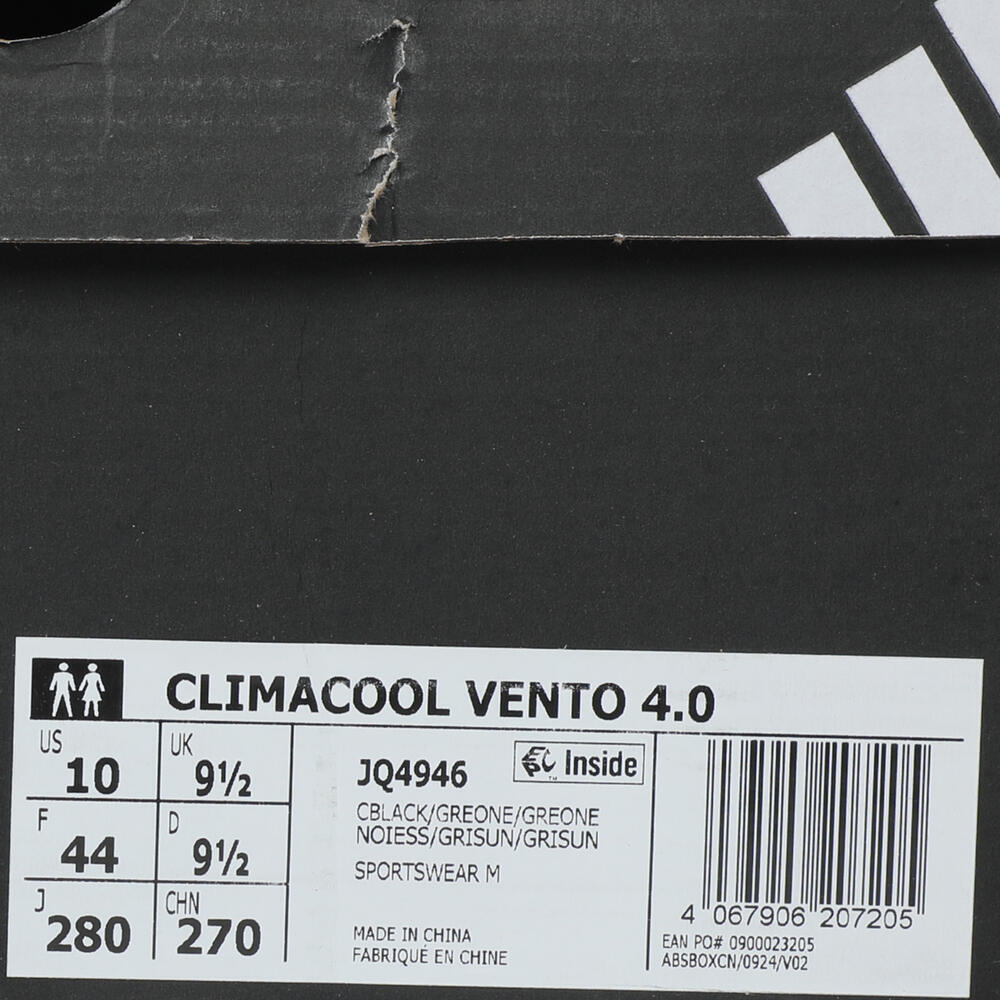 CLIMACOOL VENTO 4.0
US
10
UK
9½
F
44
D
9½
J
280
CHN
270
JQ4946
EPC Inside
TM
CBLACK/GREONE/GREONE
NOIESS/GRISUN/GRISUN
SPORTSWEAR M
MADE IN CHINA
FABRIQUÉ EN CHINE
4 067906 207205
EAN PO# 0900023205
ABSBOXCN/0924/V02